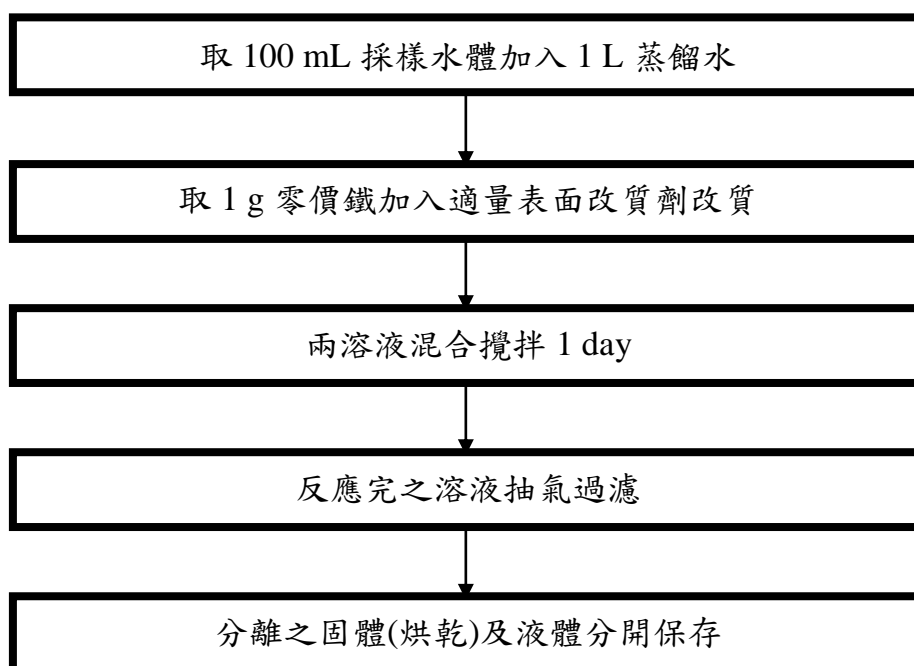 取 100 mL 採樣水體加入 1 L 蒸餾水
取 1 g 零價鐵加入適量表面改質劑改質
兩溶液混合攪拌 1 day
反應完之溶液抽氣過濾
分離之固體(烘乾)及液體分開保存